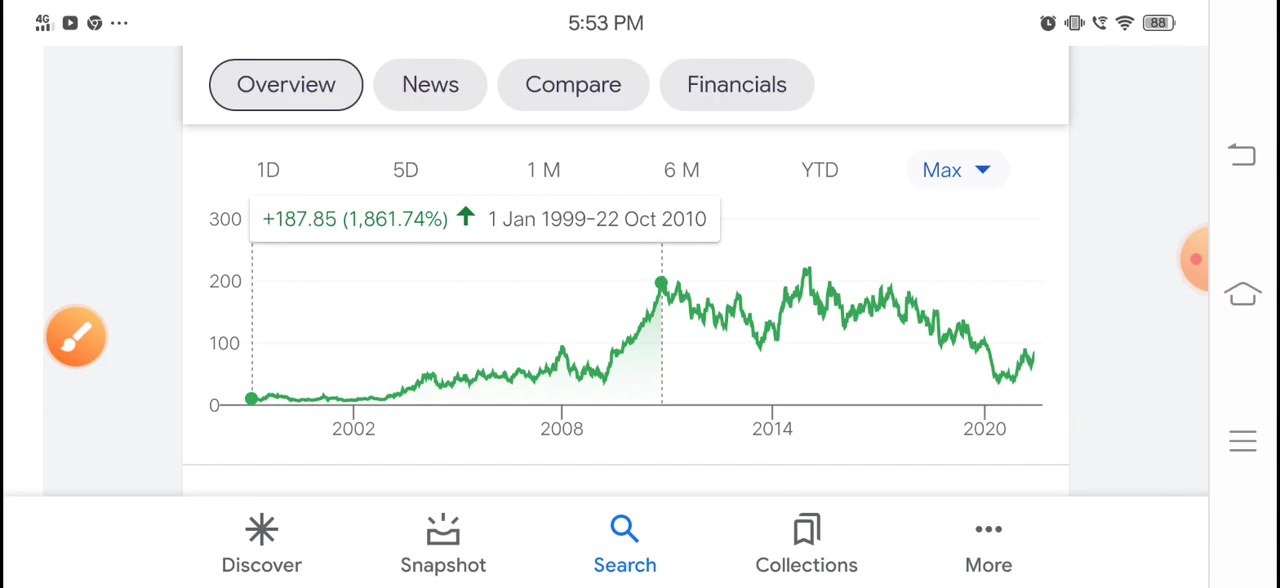 4G 5:53 PM 88
Overview News Compare Financials
1D 5D 1 M 6 M YTD Max
300 +187.85 (1,861.74%) 1 Jan 1999-22 Oct 2010
200
100
0
2002 2008 2014 2020
Discover Snapshot Search Collections More